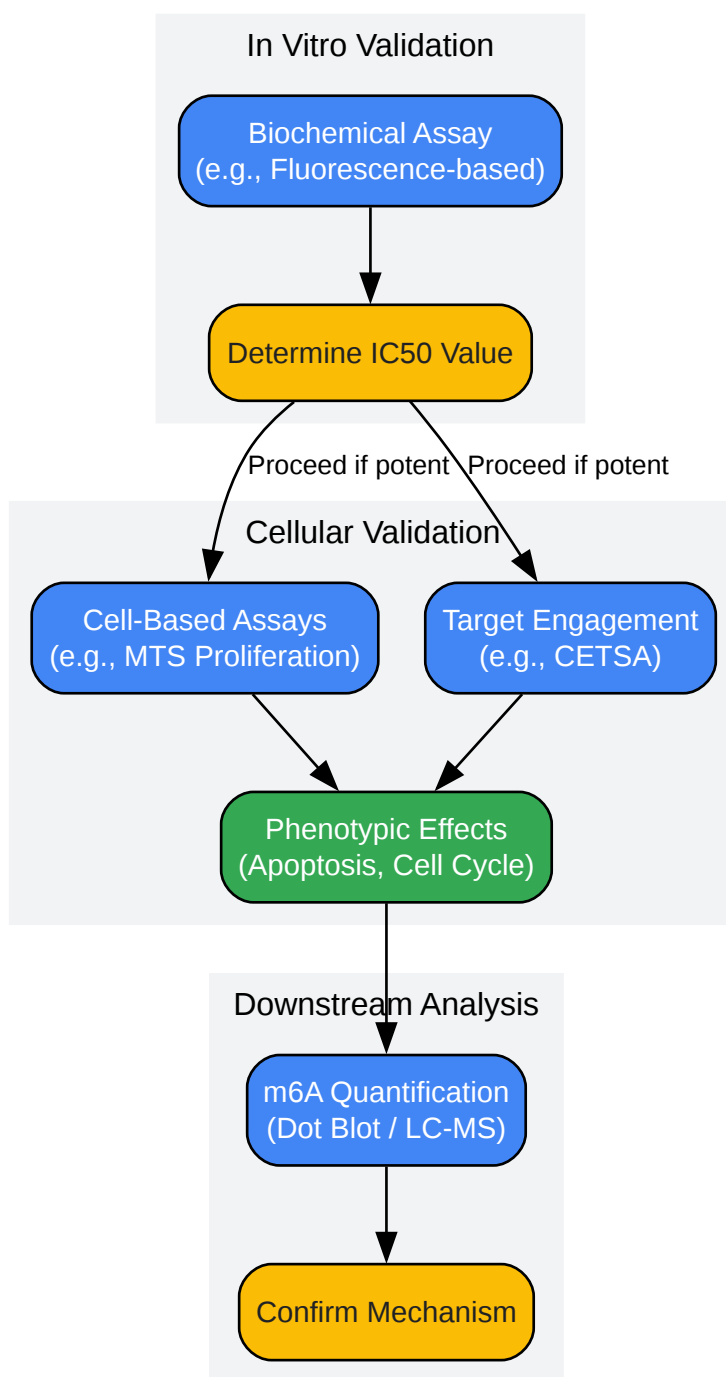 In Vitro Validation
Biochemical Assay
(e.g., Fluorescence-based)
Determine IC50 Value
Proceed if potent
Proceed if potent
Cellular Validation
Cell-Based Assays
(e.g., MTS Proliferation)
Target Engagement
(e.g., CETSA)
Phenotypic Effects
(Apoptosis, Cell Cycle)
Downstream Analysis
m6A Quantification
(Dot Blot / LC-MS)
Confirm Mechanism